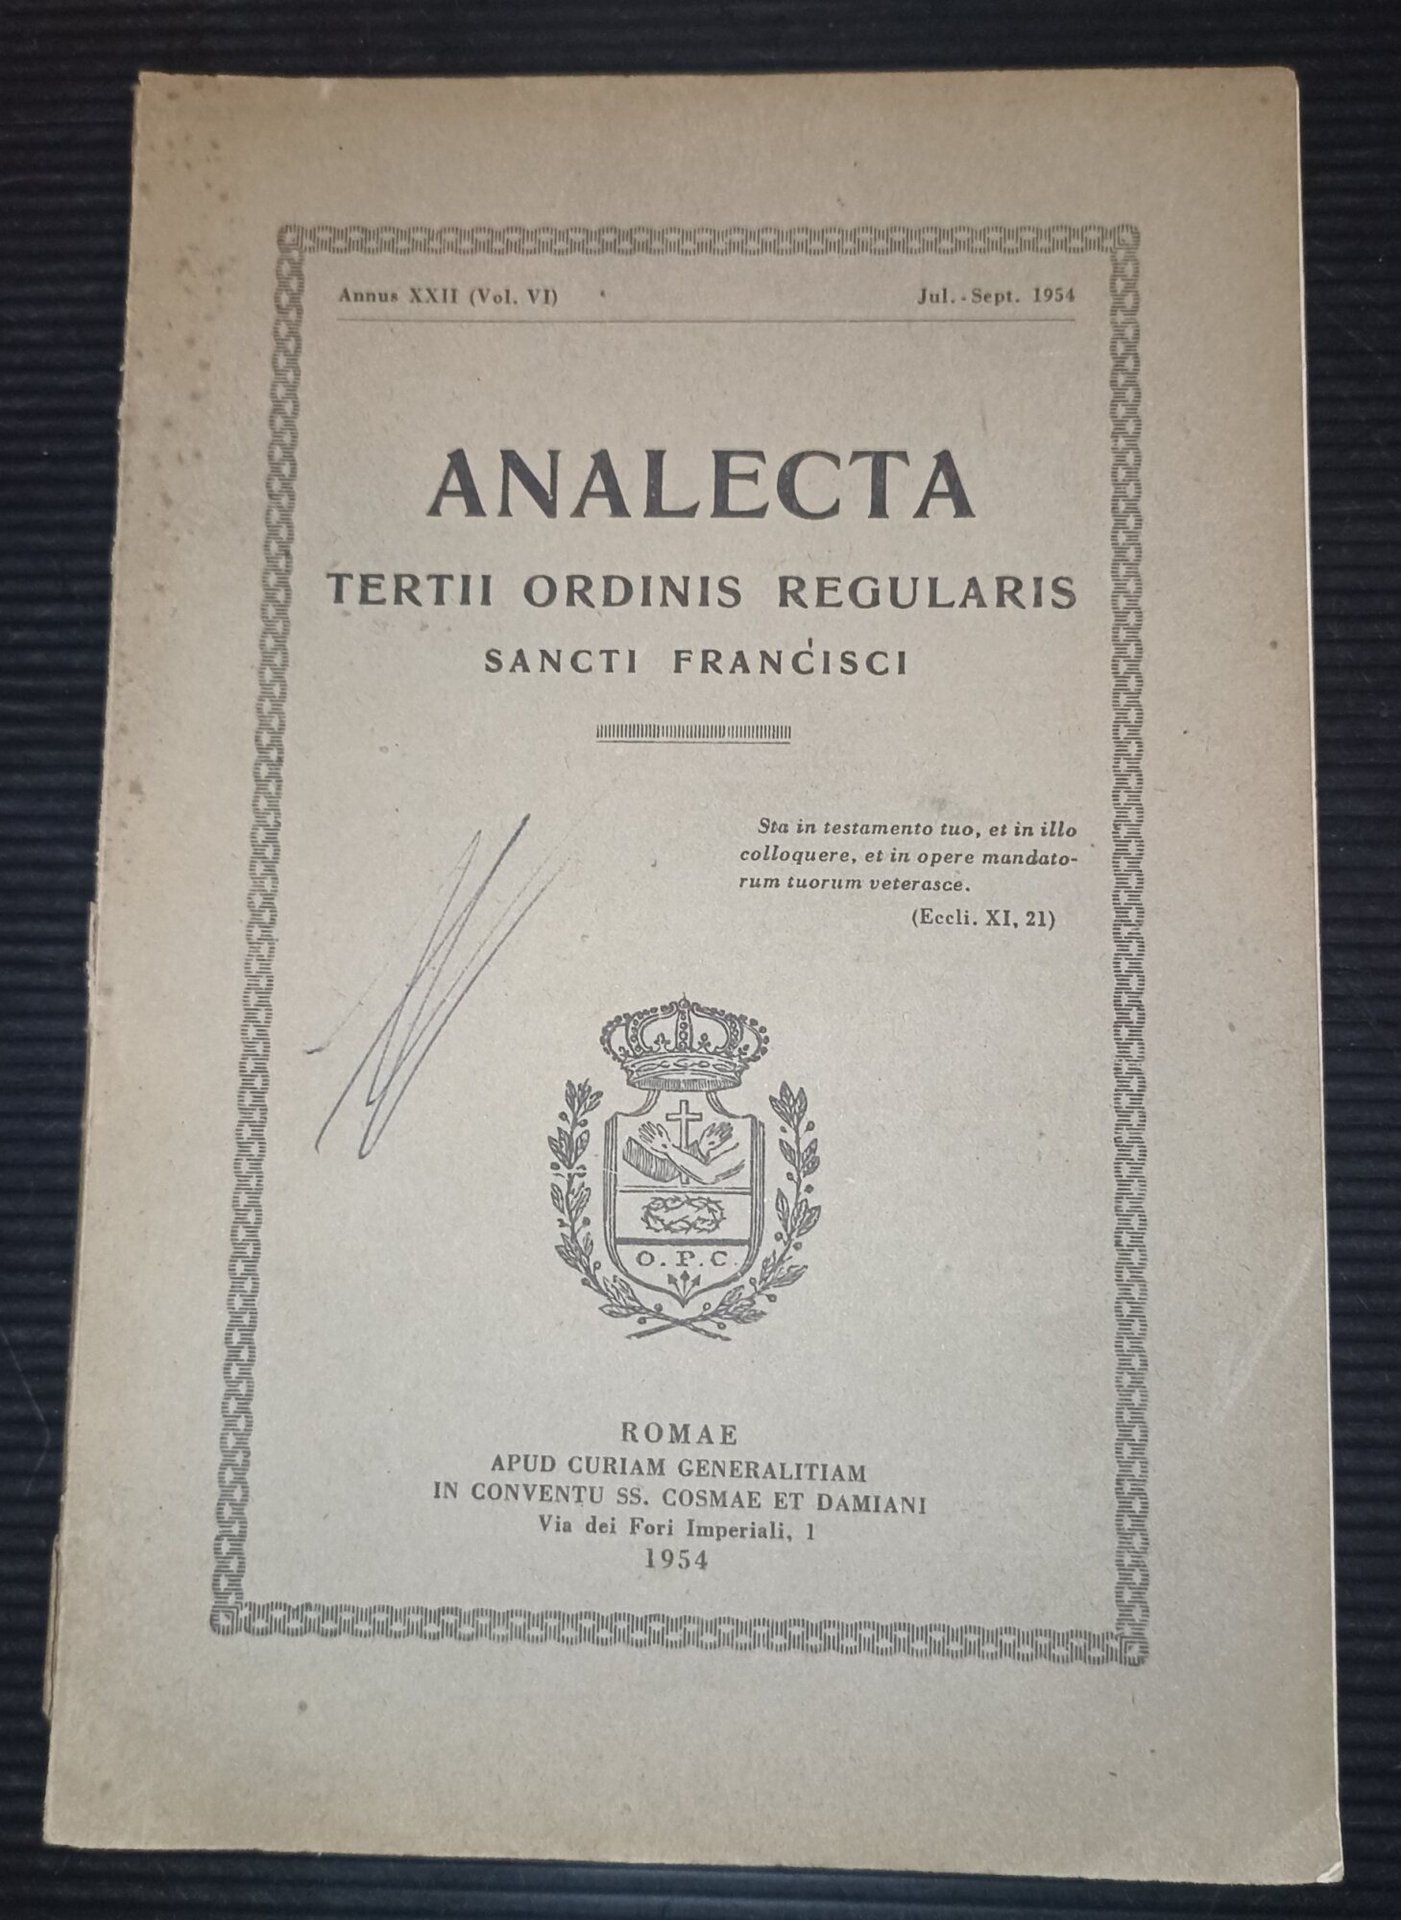 Annus XXII (Vol. VI)
Jul. - Sept. 1954
ANALECTA
TERTII ORDINIS REGULARIS
SANCTI FRANCISCI
Sta in testamento tuo, et in illo
colloquere, et in opere mandato-
rum tuorum veterasce.
(Eccli. XI, 21)
O. P. C.
ROMAE
APUD CURIAM GENERALITIAM
IN CONVENTU SS. COSMAE ET DAMIANI
Via dei Fori Imperiali, 1
1954